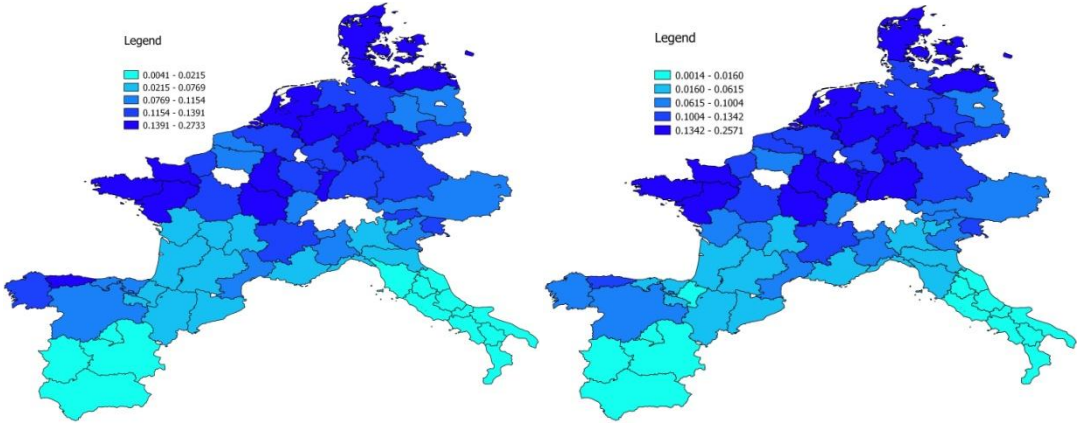 Legend
0.0041 - 0.0215
0.0215 - 0.0769
0.0769 - 0.1154
0.1154 - 0.1391
0.1391 - 0.2733
Legend
0.0014 - 0.0160
0.0160 - 0.0615
0.0615 - 0.1004
0.1004 - 0.1342
0.1342 - 0.2571